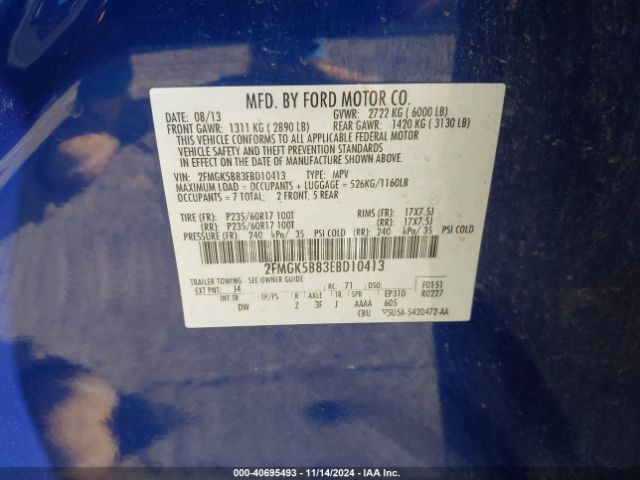 MFD. BY FORD MOTOR CO.
DATE: 08/13 GVWR: 2722 KG ( 6000 LB)
FRONT GAWR: 1311 KG ( 2890 LB) REAR GAWR: 1420 KG ( 3130 LB)
THIS VEHICLE CONFORMS TO ALL APPLICABLE FEDERAL MOTOR
VEHICLE SAFETY AND THEFT PREVENTION STANDARDS
IN EFFECT ON THE DATE OF MANUFACTURE SHOWN ABOVE.
VIN: 2FMGK5B83EBD10413 TYPE: MPV
MAXIMUM LOAD = OCCUPANTS + LUGGAGE = 526KG/1160LB
OCCUPANTS = 7 TOTAL: 2 FRONT, 5 REAR
TIRE (FR): P235/60R17 100T RIMS (FR): 17X7.5J
(RR): P235/60R17 100T (RR): 17X7.5J
PRESSURE (FR): 240 kPa/ 35 PSI COLD (RR): 240 kPa/ 35 PSI COLD
2FMGK5B83EBD10413
TRAILER TOWING - SEE OWNER GUIDE
EXT PNT: J4 RC: 71 DSO: F0151
INT TR TP/PS R AXLE TR SPR EP31D R0227
DW Z 3F J AAAA 605
CBU 5U5A-5420472-AA
000-40695493 - 11/14/2024 - IAA, Inc.